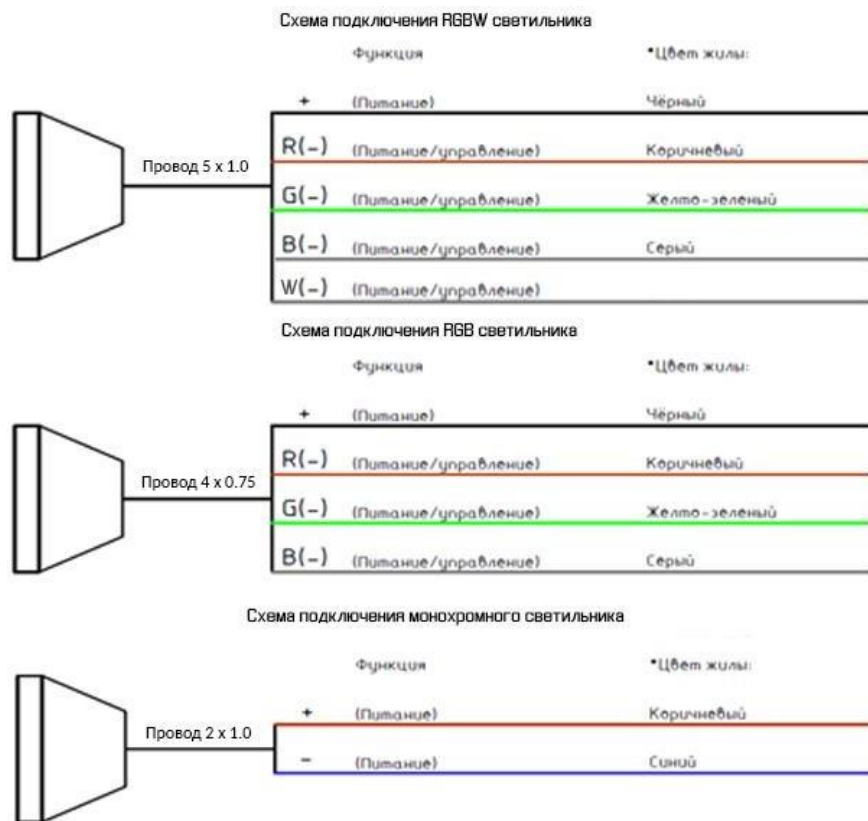 Схема подключения RGBW светильника
Функция *Цвет жилы:
+ (Питание) Чёрный
R(-) (Питание/управление) Коричневый
Провод 5 x 1.0
G(-) (Питание/управление) Желто-зеленый
B(-) (Питание/управление) Серый
W(-) (Питание/управление)
Схема подключения RGB светильника
Функция *Цвет жилы:
+ (Питание) Чёрный
R(-) (Питание/управление) Коричневый
Провод 4 x 0.75
G(-) (Питание/управление) Желто-зеленый
B(-) (Питание/управление) Серый
Схема подключения монохромного светильника
Функция *Цвет жилы:
+ (Питание) Коричневый
Провод 2 x 1.0
- (Питание) Синий